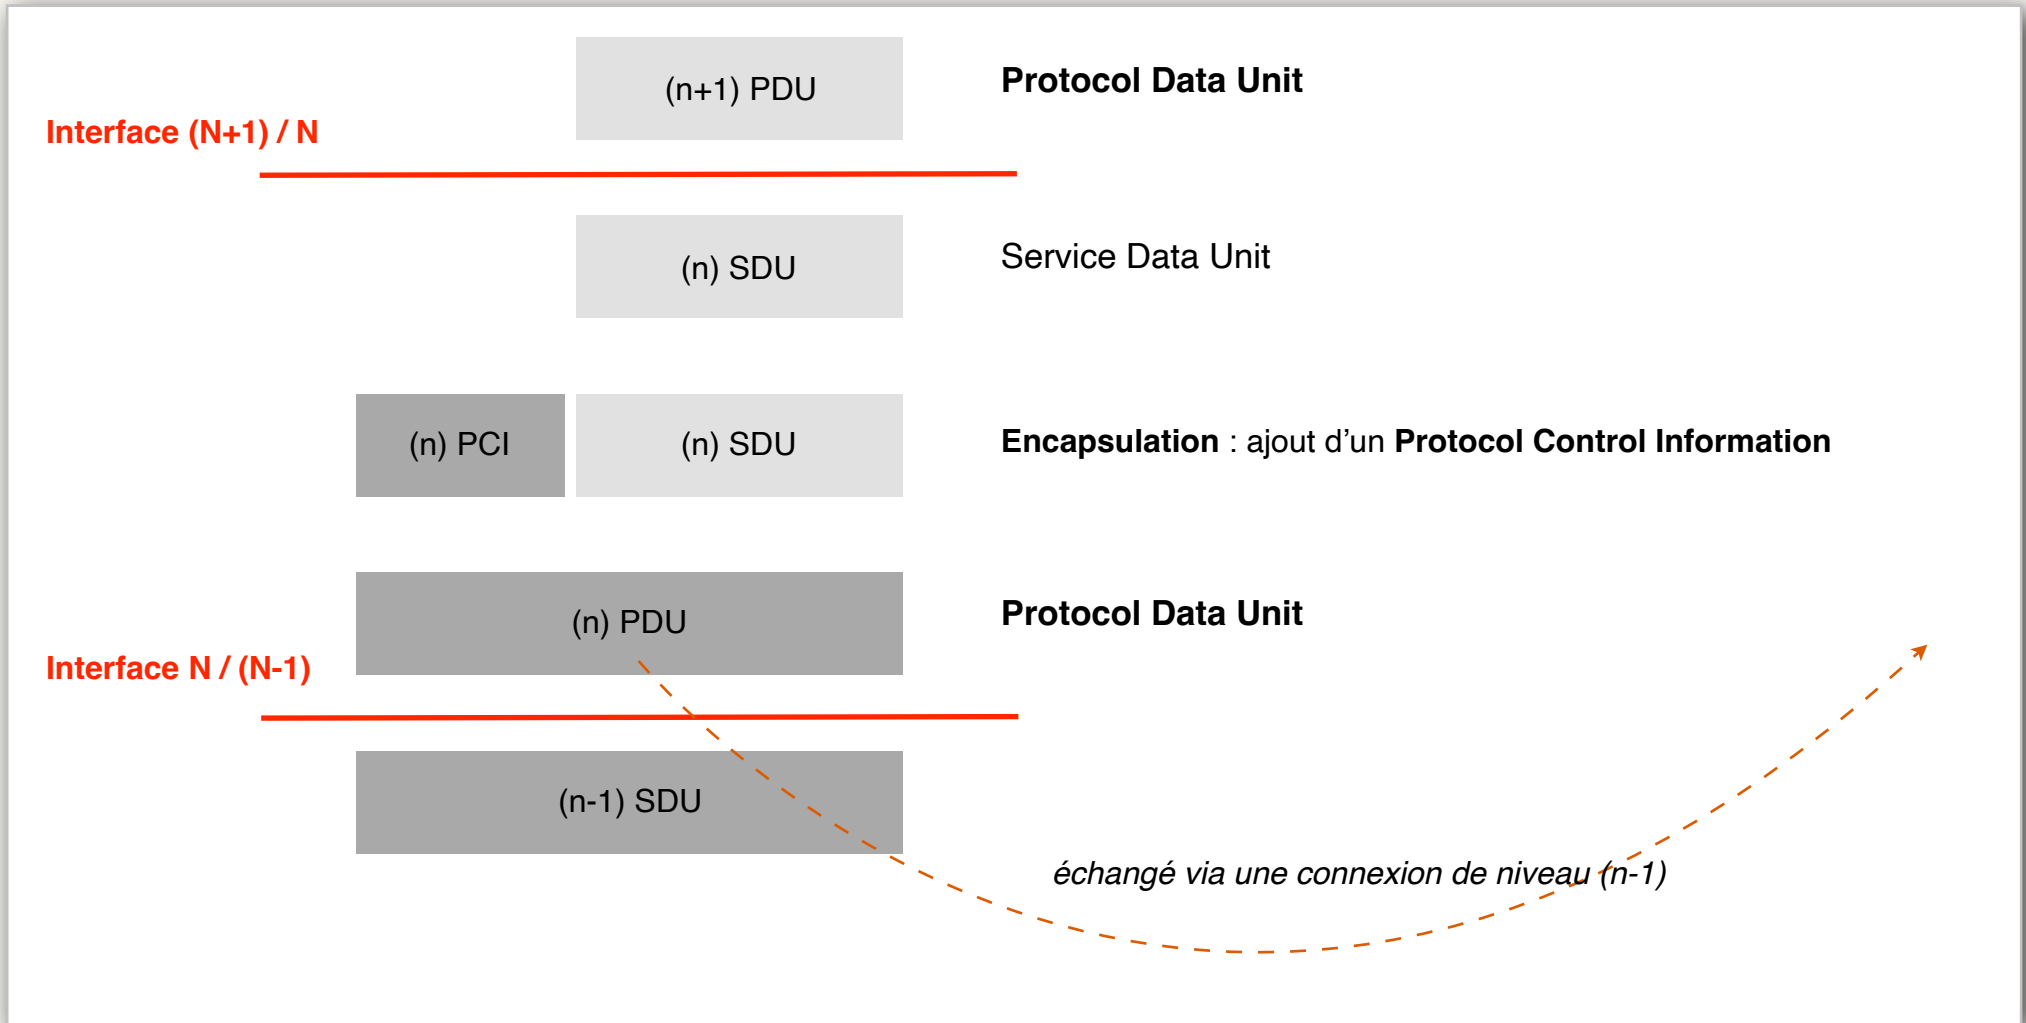 (n+1) PDU
Protocol Data Unit
Interface (N+1) / N
(n) SDU
Service Data Unit
(n) PCI
(n) SDU
Encapsulation : ajout d’un Protocol Control Information
(n) PDU
Protocol Data Unit
Interface N / (N-1)
(n-1) SDU
échangé via une connexion de niveau (n-1)